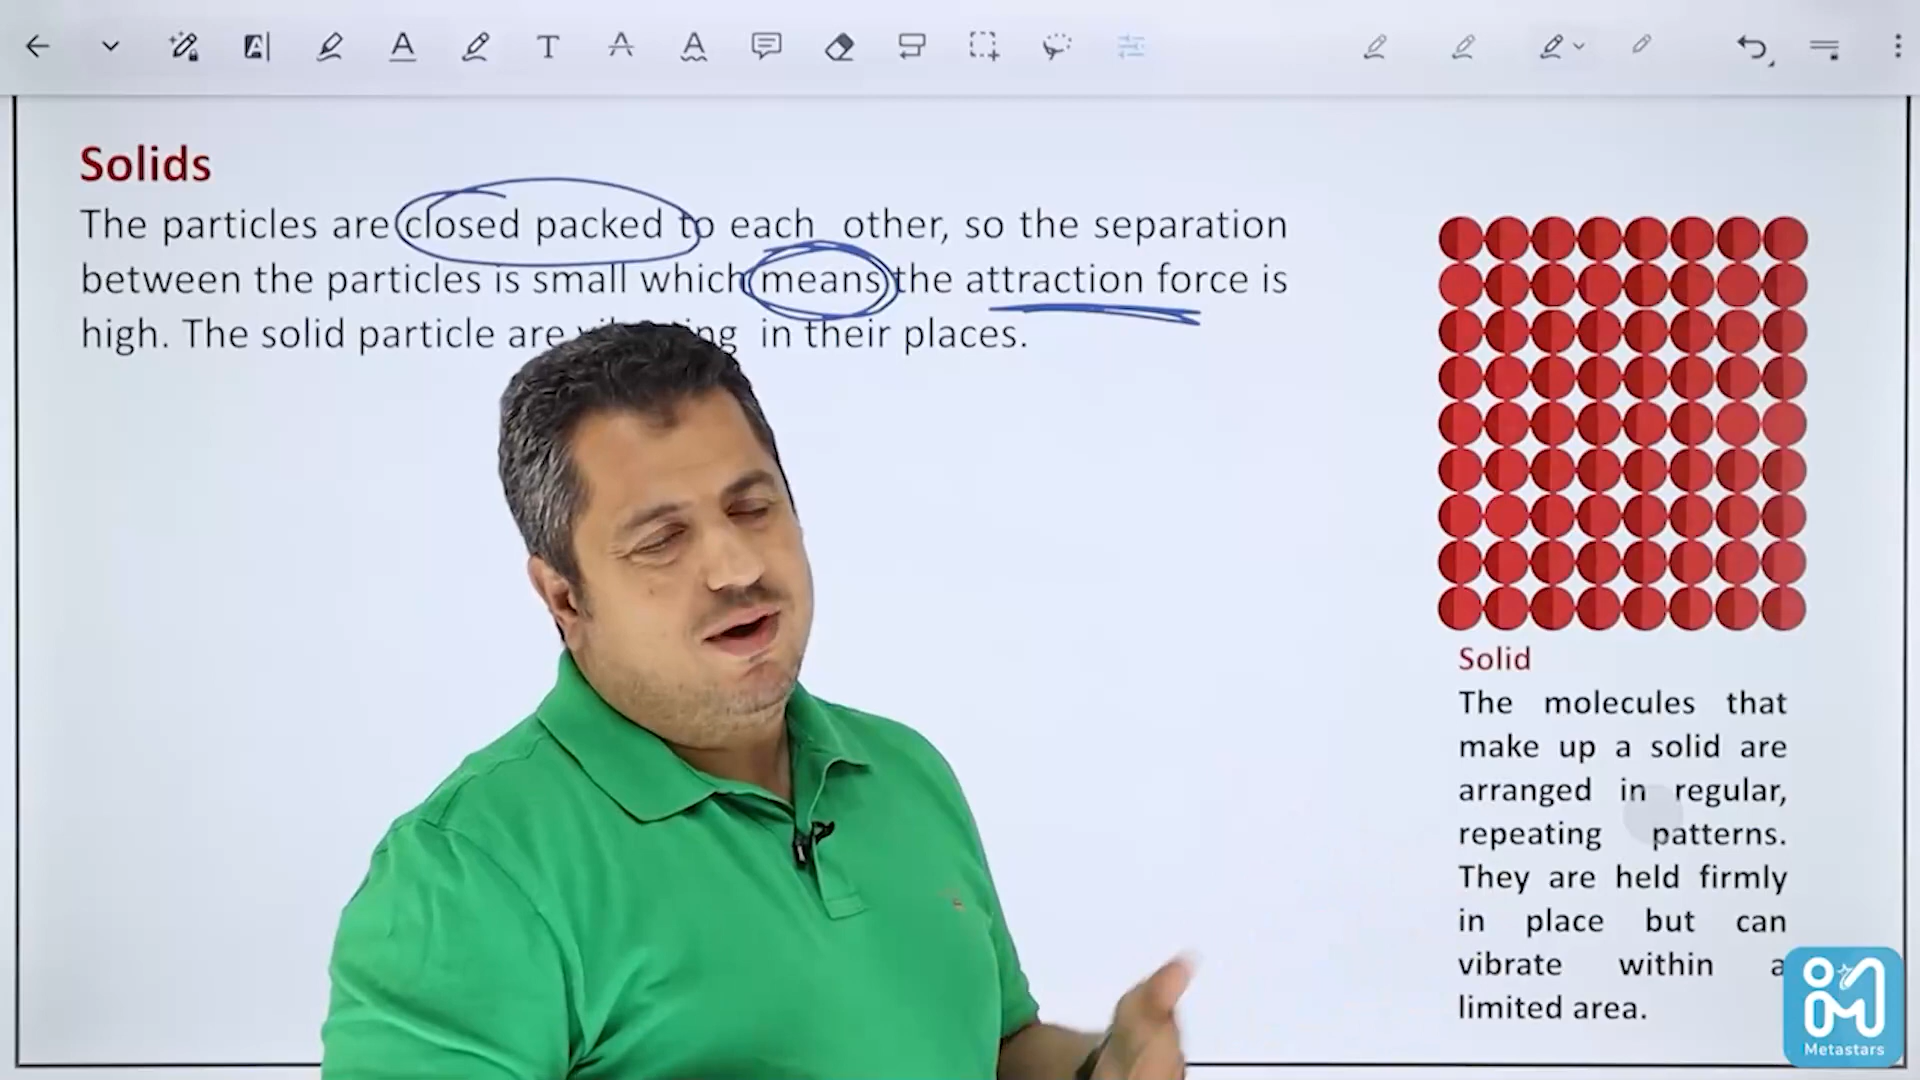 Solids
The particles are closed packed to each other, so the separation
between the particles is small which means the attraction force is
high. The solid particle are in their places.
Solid
The molecules that
make up a solid are
arranged in regular,
repeating patterns.
They are held firmly
in place but can
vibrate within a
limited area.
Metastars